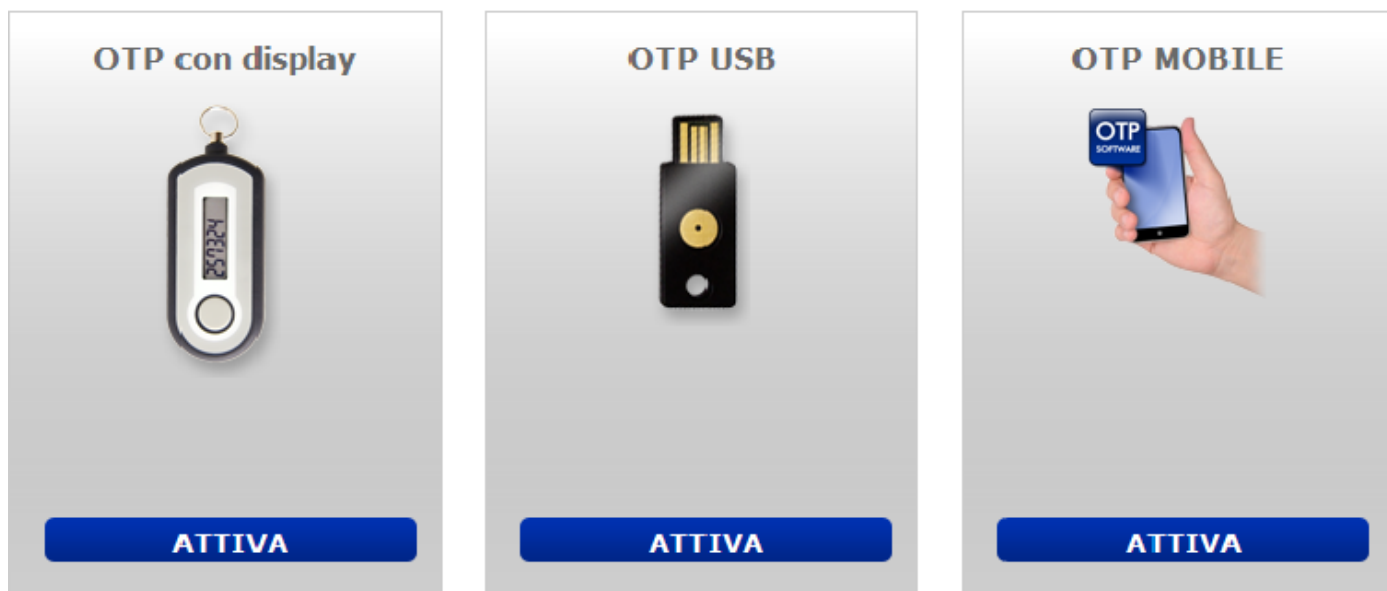 OTP con display
OTP USB
OTP MOBILE
OTP
SOFTWARE
ATTIVA
ATTIVA
ATTIVA